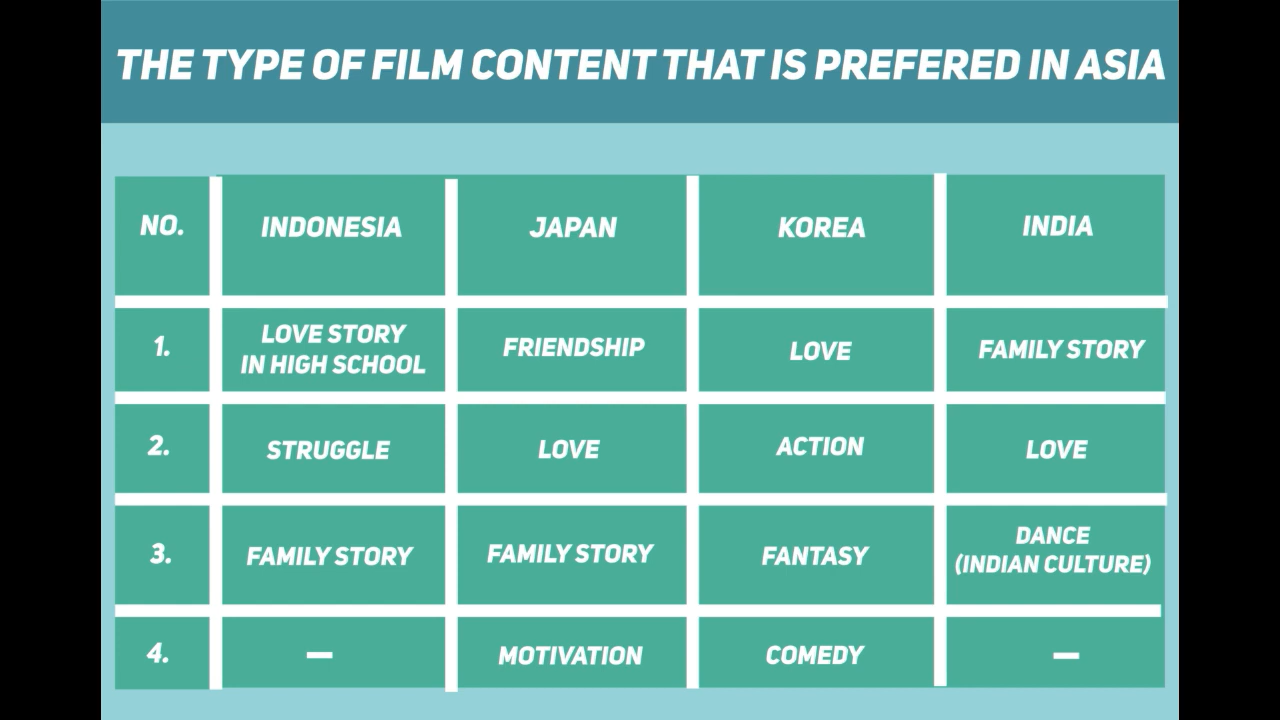 THE TYPE OF FILM CONTENT THAT IS PREFERED IN ASIA
NO. INDONESIA JAPAN KOREA INDIA
1. LOVE STORY IN HIGH SCHOOL FRIENDSHIP LOVE FAMILY STORY
2. STRUGGLE LOVE ACTION LOVE
3. FAMILY STORY FAMILY STORY FANTASY DANCE (INDIAN CULTURE)
4. — MOTIVATION COMEDY —